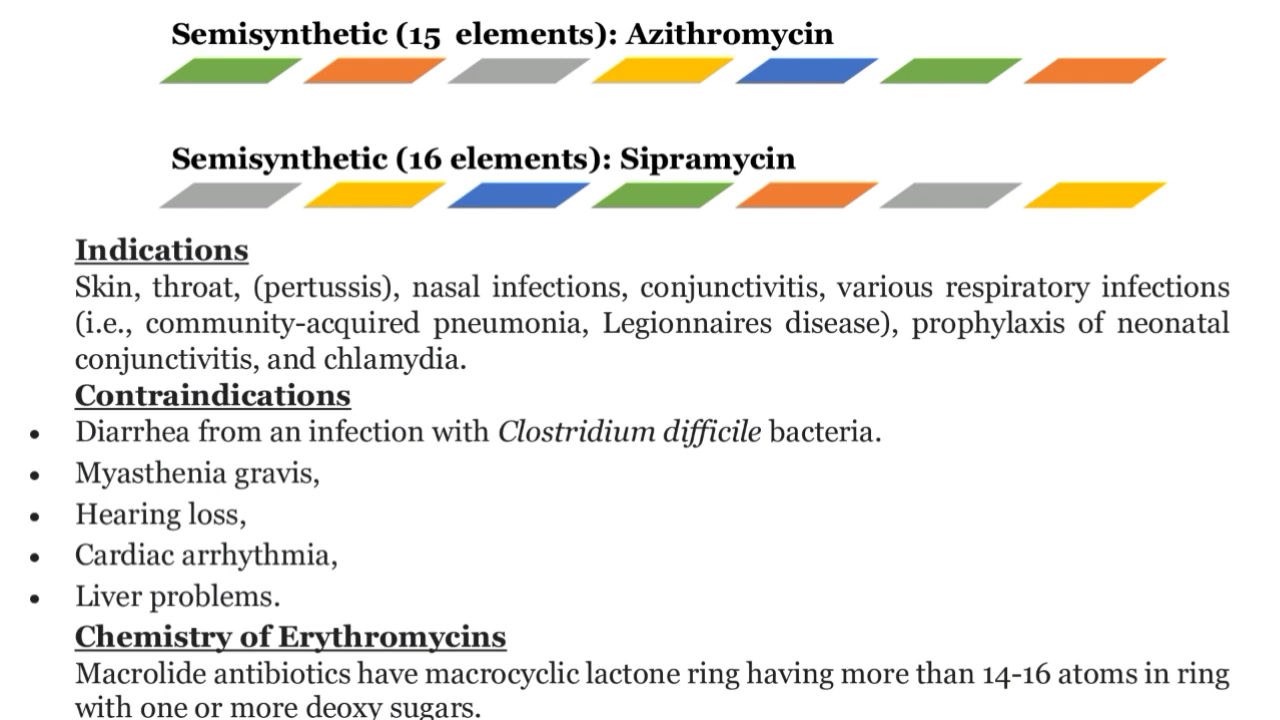 Semisynthetic (15 elements): Azithromycin
Semisynthetic (16 elements): Sipramycin
Indications
Skin, throat, (pertussis), nasal infections, conjunctivitis, various respiratory infections
(i.e., community-acquired pneumonia, Legionnaires disease), prophylaxis of neonatal
conjunctivitis, and chlamydia.
Contraindications
• Diarrhea from an infection with Clostridium difficile bacteria.
• Myasthenia gravis,
• Hearing loss,
• Cardiac arrhythmia,
• Liver problems.
Chemistry of Erythromycins
Macrolide antibiotics have macrocyclic lactone ring having more than 14-16 atoms in ring
with one or more deoxy sugars.